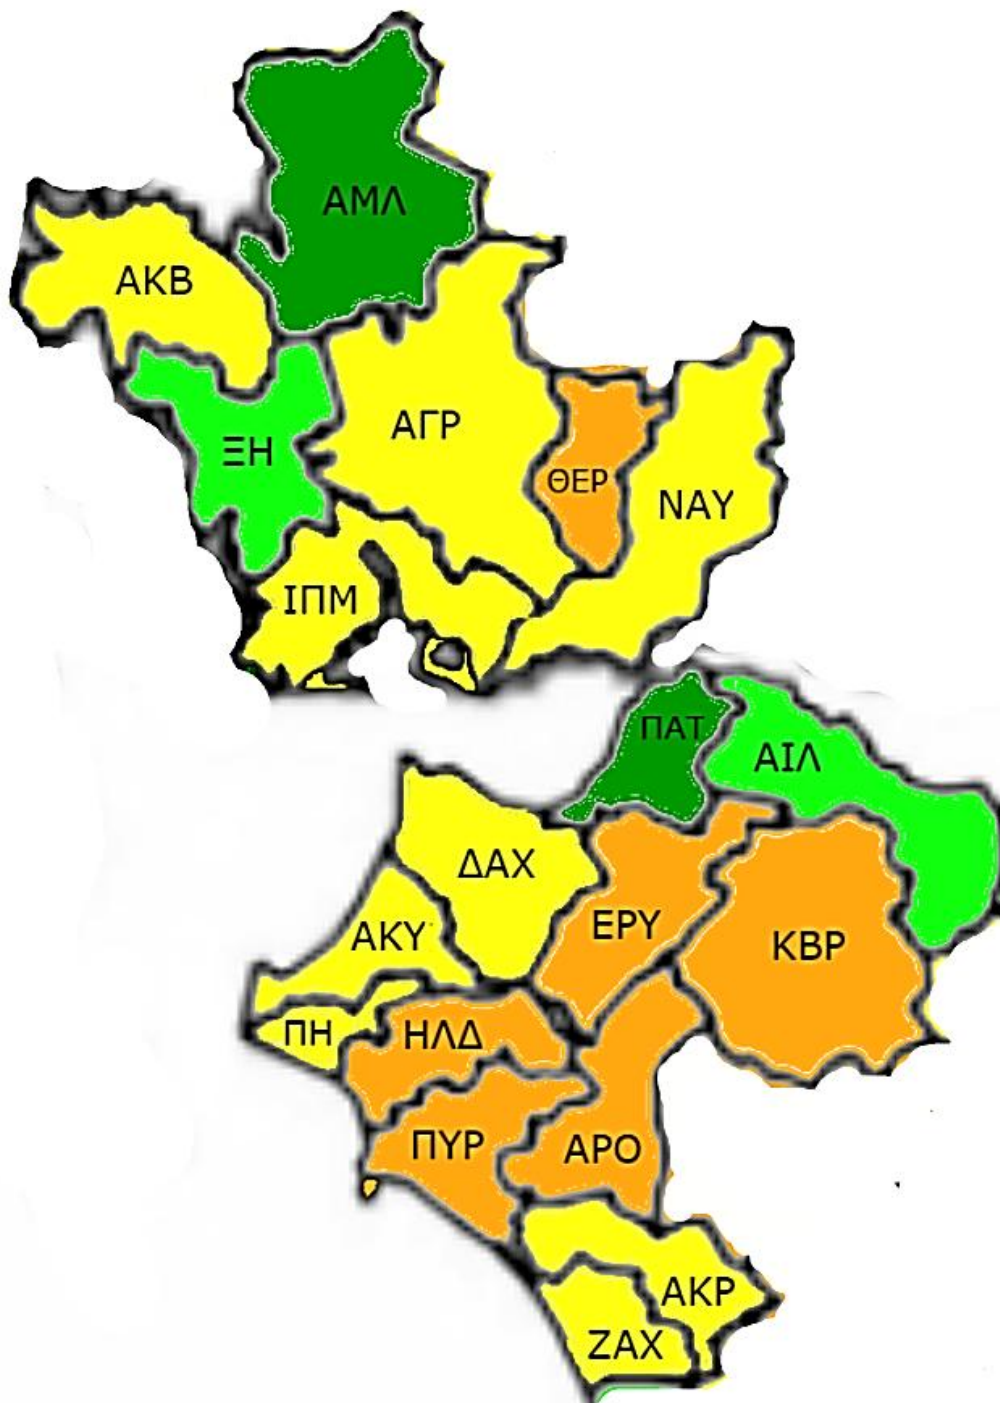 ΑΜΛ
ΑΚΒ
ΑΓΡ
ΞΗ
ΘΕΡ
ΝΑΥ
ΙΠΜ
ΠΑΤ
ΑΙΛ
ΔΑΧ
ΕΡΥ
ΑΚΥ
ΚΒΡ
ΠΗ
ΗΛΔ
ΠΥΡ
ΑΡΟ
ΑΚΡ
ΖΑΧ